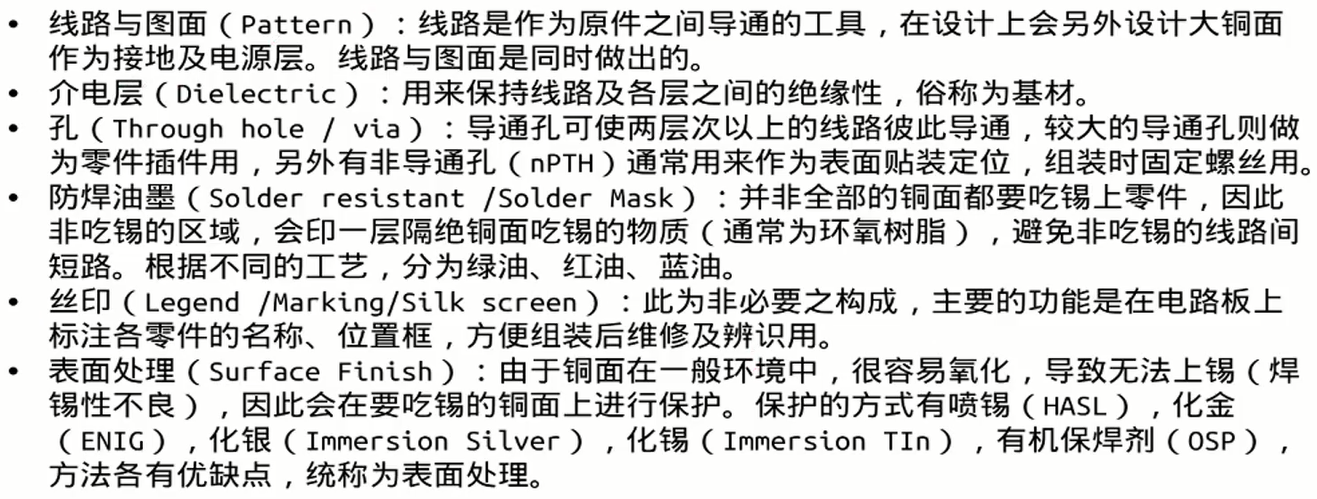 • 线路与图面（Pattern）：线路是作为原件之间导通的工具，在设计上会另外设计大铜面
作为接地及电源层。线路与图面是同时做出的。
• 介电层（Dielectric）：用来保持线路及各层之间的绝缘性，俗称为基材。
• 孔（Through hole / via）：导通孔可使两层次以上的线路彼此导通，较大的导通孔则做
为零件插件用，另外有非导通孔（nPTH）通常用来作为表面贴装定位，组装时固定螺丝用。
• 防焊油墨（Solder resistant /Solder Mask）：并非全部的铜面都要吃锡上零件，因此
非吃锡的区域，会印一层隔绝铜面吃锡的物质（通常为环氧树脂），避免非吃锡的线路间
短路。根据不同的工艺，分为绿油、红油、蓝油。
• 丝印（Legend /Marking/Silk screen）：此为非必要之构成，主要的功能是在电路板上
标注各零件的名称、位置框，方便组装后维修及辨识用。
• 表面处理（Surface Finish）：由于铜面在一般环境中，很容易氧化，导致无法上锡（焊
锡性不良），因此会在要吃锡的铜面上进行保护。保护的方式有喷锡（HASL），化金
（ENIG），化银（Immersion Silver），化锡（Immersion TIn），有机保焊剂（OSP），
方法各有优缺点，统称为表面处理。